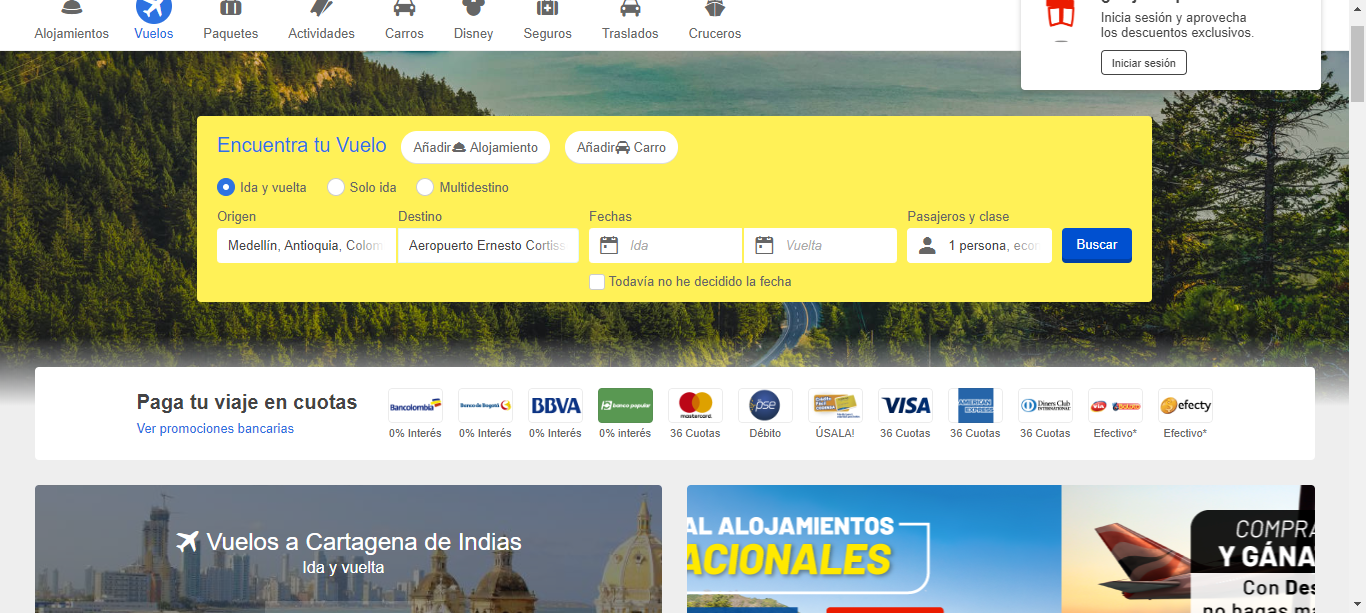 Alojamientos Vuelos Paquetes Actividades Carros Disney Seguros Traslados Cruceros
Inicia sesión y aprovecha
los descuentos exclusivos.
Iniciar sesión
Encuentra tu Vuelo Añadir Alojamiento Añadir Carro
Ida y vuelta Solo ida Multidestino
Origen Destino Fechas Pasajeros y clase
Medellín, Antioquia, Colom Aeropuerto Ernesto Cortiss Ida Vuelta 1 persona, econ Buscar
Todavía no he decidido la fecha
Paga tu viaje en cuotas
Ver promociones bancarias
Bancolombia Banco de Bogotá BBVA banco popular mastercard pse VISA AMERICAN EXPRESS Diners Club INTERNATIONAL via efecty
0% Interés 0% Interés 0% Interés 0% interés 36 Cuotas Débito ÚSALA! 36 Cuotas 36 Cuotas 36 Cuotas Efectivo* Efectivo*
Vuelos a Cartagena de Indias
Ida y vuelta
AL ALOJAMIENTOS
ACIONALES
COMPRA
Y GÁNA
Con Des
no hagas ma